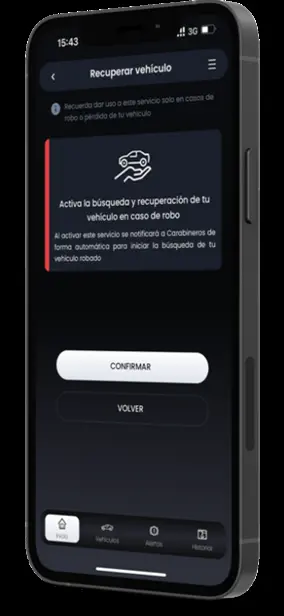 15:43
3G
Recuperar vehículo
Recuerda dar uso a este servicio solo en casos de
robo o pérdida de tu vehículo
Activa la búsqueda y recuperación de tu
vehículo en caso de robo
Al activar este servicio se notificará a Carabineros de
forma automática para iniciar la búsqueda de tu
vehículo robado
CONFIRMAR
VOLVER
Inicio
Vehículos
Alertas
Historial